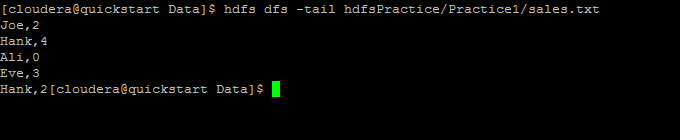 [cloudera@quickstart Data]$ hdfs dfs -tail hdfsPractice/Practice1/sales.txt
Joe,2
Hank,4
Ali,0
Eve,3
Hank,2[cloudera@quickstart Data]$